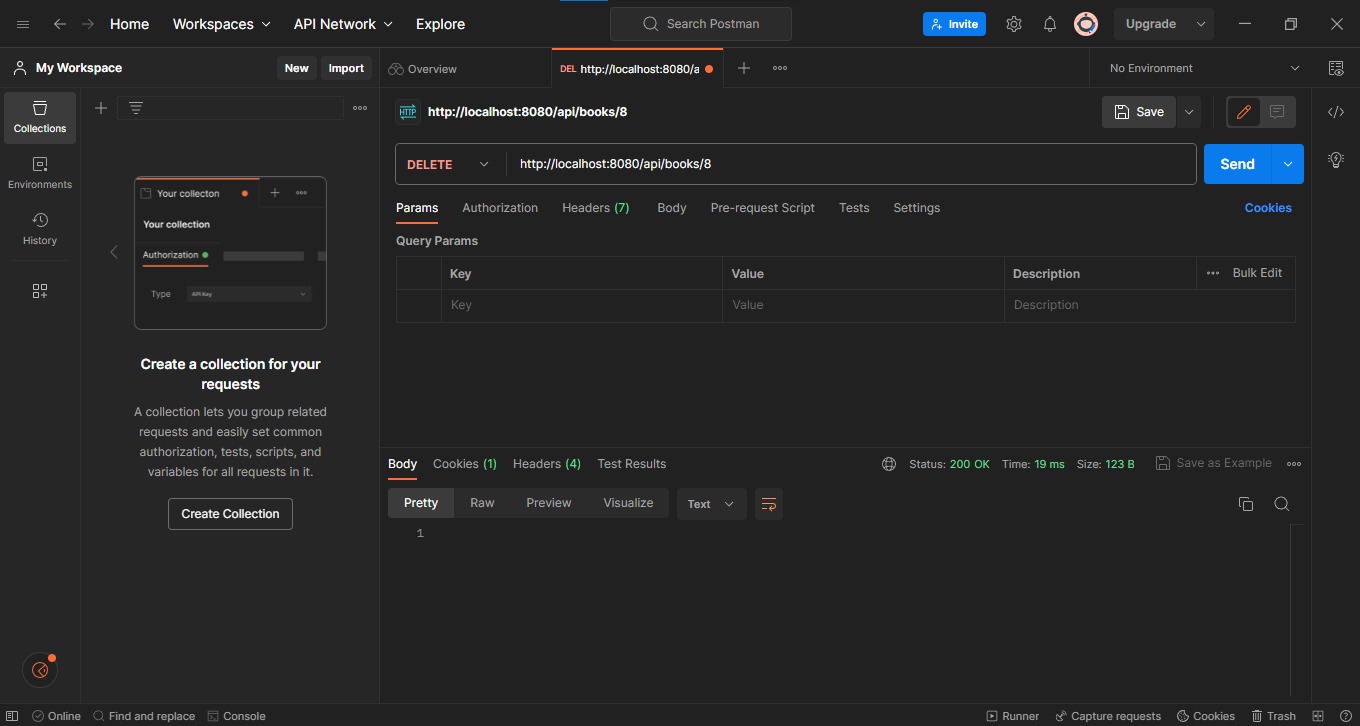 Home Workspaces API Network Explore Search Postman Invite Upgrade
My Workspace New Import Overview DEL http://localhost:8080/a No Environment
Collections
HTTP http://localhost:8080/api/books/8 Save
DELETE http://localhost:8080/api/books/8 Send
Environments
Params Authorization Headers (7) Body Pre-request Script Tests Settings Cookies
History
Query Params
Key Value Description Bulk Edit
Key Value Description
Your collecton
Your collection
Authorization
Type API Key
Create a collection for your
requests
A collection lets you group related
requests and easily set common
authorization, tests, scripts, and
variables for all requests in it.
Create Collection
Body Cookies (1) Headers (4) Test Results Status: 200 OK Time: 19 ms Size: 123 B Save as Example
Pretty Raw Preview Visualize Text
1
Online Find and replace Console Runner Capture requests Cookies Trash